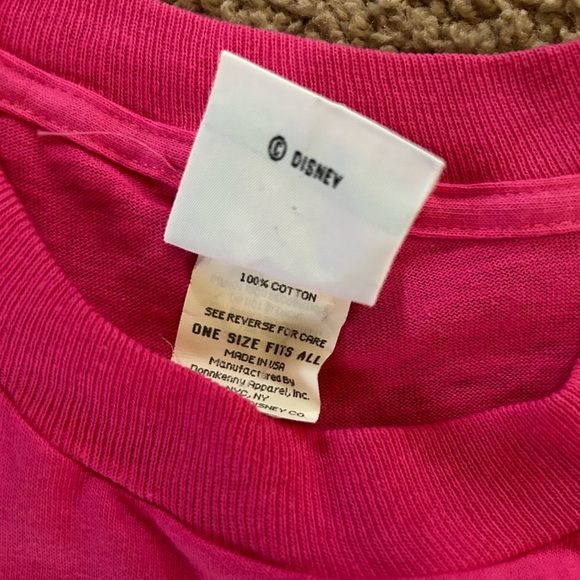 © DISNEY
100% COTTON
SEE REVERSE FOR CARE
ONE SIZE FITS ALL
MADE IN USA
Manufactured By
Donnkenny Apparel, Inc.
NYC, NY
DISNEY CO.